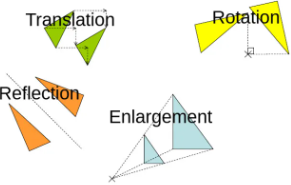 Translation
Rotation
Reflection
Enlargement